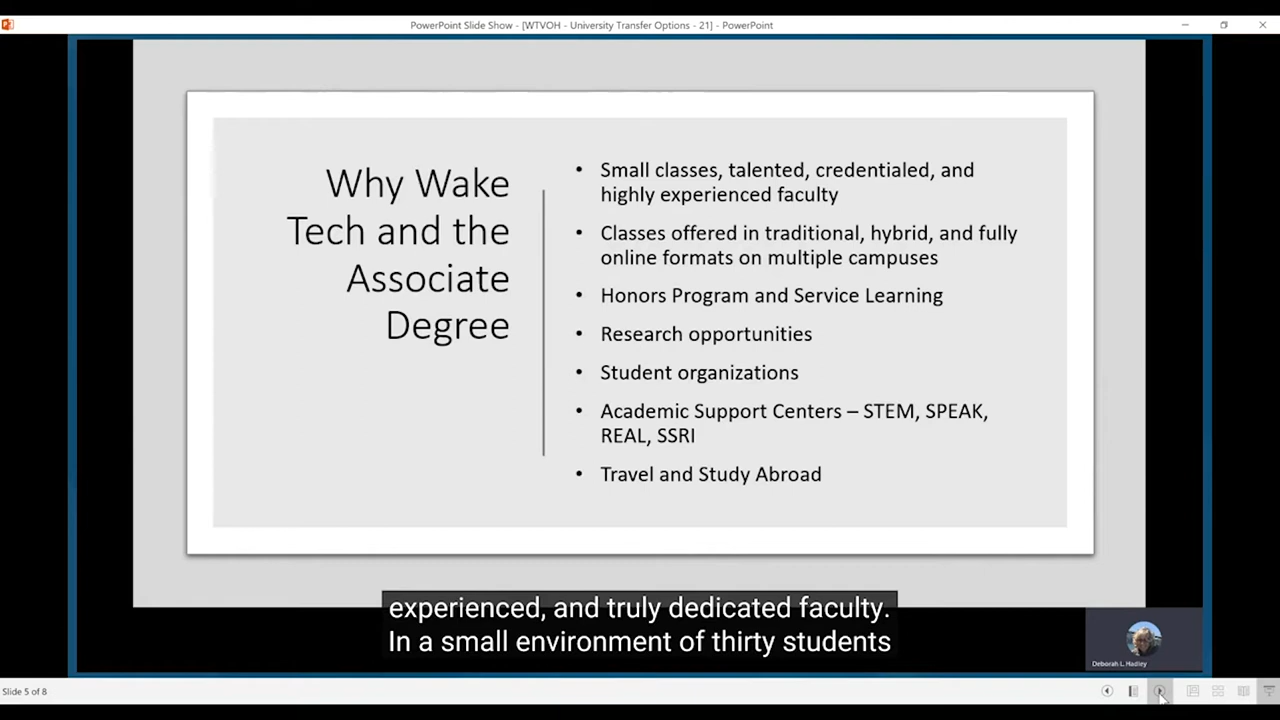 PowerPoint Slide Show - [WTVOH - University Transfer Options - 21] - PowerPoint
Why Wake
Tech and the
Associate
Degree
• Small classes, talented, credentialed, and
highly experienced faculty
• Classes offered in traditional, hybrid, and fully
online formats on multiple campuses
• Honors Program and Service Learning
• Research opportunities
• Student organizations
• Academic Support Centers – STEM, SPEAK,
REAL, SSRI
• Travel and Study Abroad
experienced, and truly dedicated faculty.
In a small environment of thirty students
Deborah L. Hadley
Slide 5 of 8